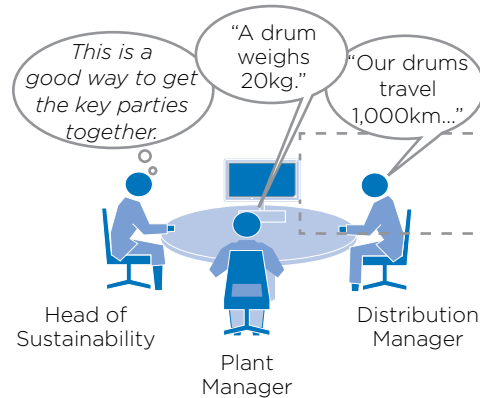 This is a
good way to get
the key parties
together.
“A drum
weighs
20kg.”
“Our drums
travel
1,000km...”
Head of
Sustainability
Plant
Manager
Distribution
Manager